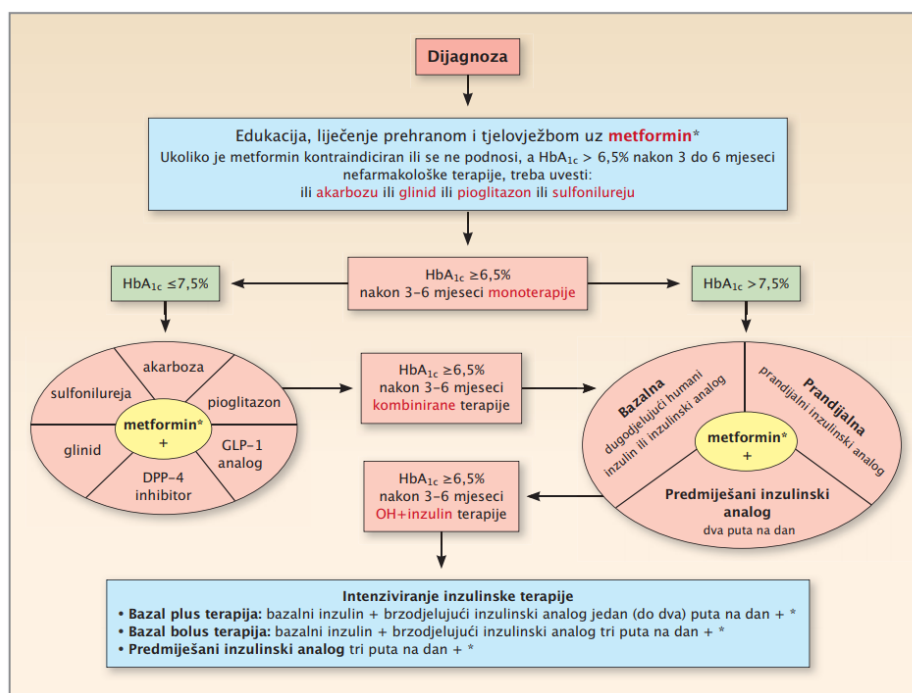 Dijagnoza
Edukacija, liječenje prehranom i tjelovježbom uz metformin*
Ukoliko je metformin kontraindiciran ili se ne podnosi, a HbA1c > 6,5% nakon 3 do 6 mjeseci
nefarmakološke terapije, treba uvesti:
ili akarbozu ili glinid ili pioglitazon ili sulfonilureju
HbA1c ≤7,5%
HbA1c ≥6,5%
nakon 3–6 mjeseci monoterapije
HbA1c >7,5%
akarboza
sulfonilureja
pioglitazon
metformin*
+
glinid
GLP-1
analog
DPP-4
inhibitor
HbA1c ≥6,5%
nakon 3–6 mjeseci
kombinirane terapije
Bazalna
dugodjelujući humani
inzulin ili inzulinski analog
Prandijalna
prandijalni inzulinski analog
metformin*
+
Predmiješani inzulinski
analog
dva puta na dan
HbA1c ≥6,5%
nakon 3–6 mjeseci
OH+inzulin terapije
Intenziviranje inzulinske terapije
• Bazal plus terapija: bazalni inzulin + brzodjelujući inzulinski analog jedan (do dva) puta na dan + *
• Bazal bolus terapija: bazalni inzulin + brzodjelujući inzulinski analog tri puta na dan + *
• Predmiješani inzulinski analog tri puta na dan + *